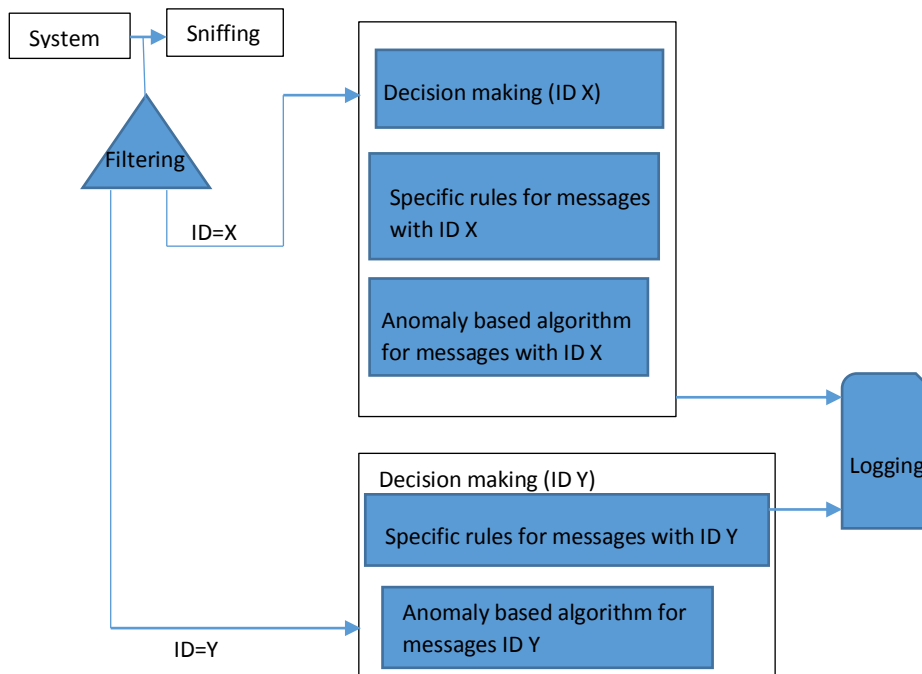 System
Sniffing
Filtering
ID=X
Decision making (ID X)
Specific rules for messages
with ID X
Anomaly based algorithm
for messages with ID X
Logging
Decision making (ID Y)
Specific rules for messages with ID Y
Anomaly based algorithm for
messages ID Y
ID=Y